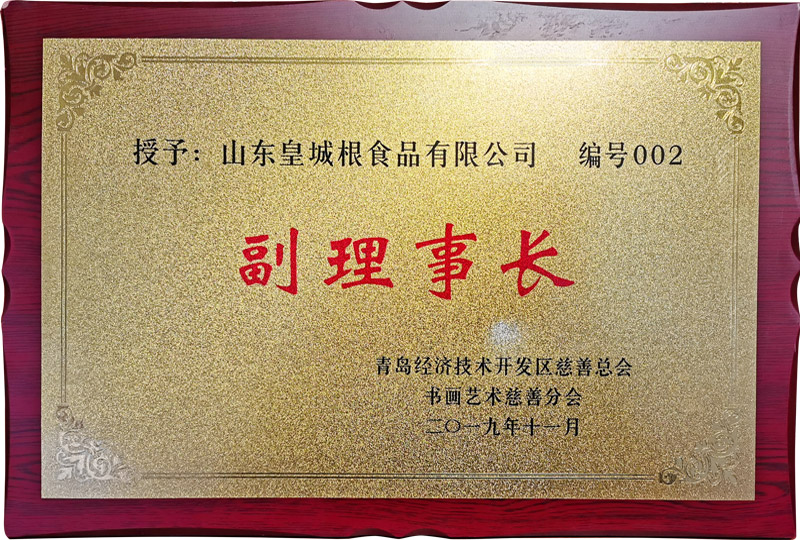 授予：山东皇城根食品有限公司 编号002
副理事长
青岛经济技术开发区慈善总会
书画艺术慈善分会
二〇一九年十一月